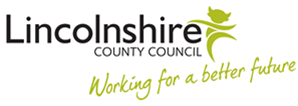 Lincolnshire
COUNTY COUNCIL
Working for a better future